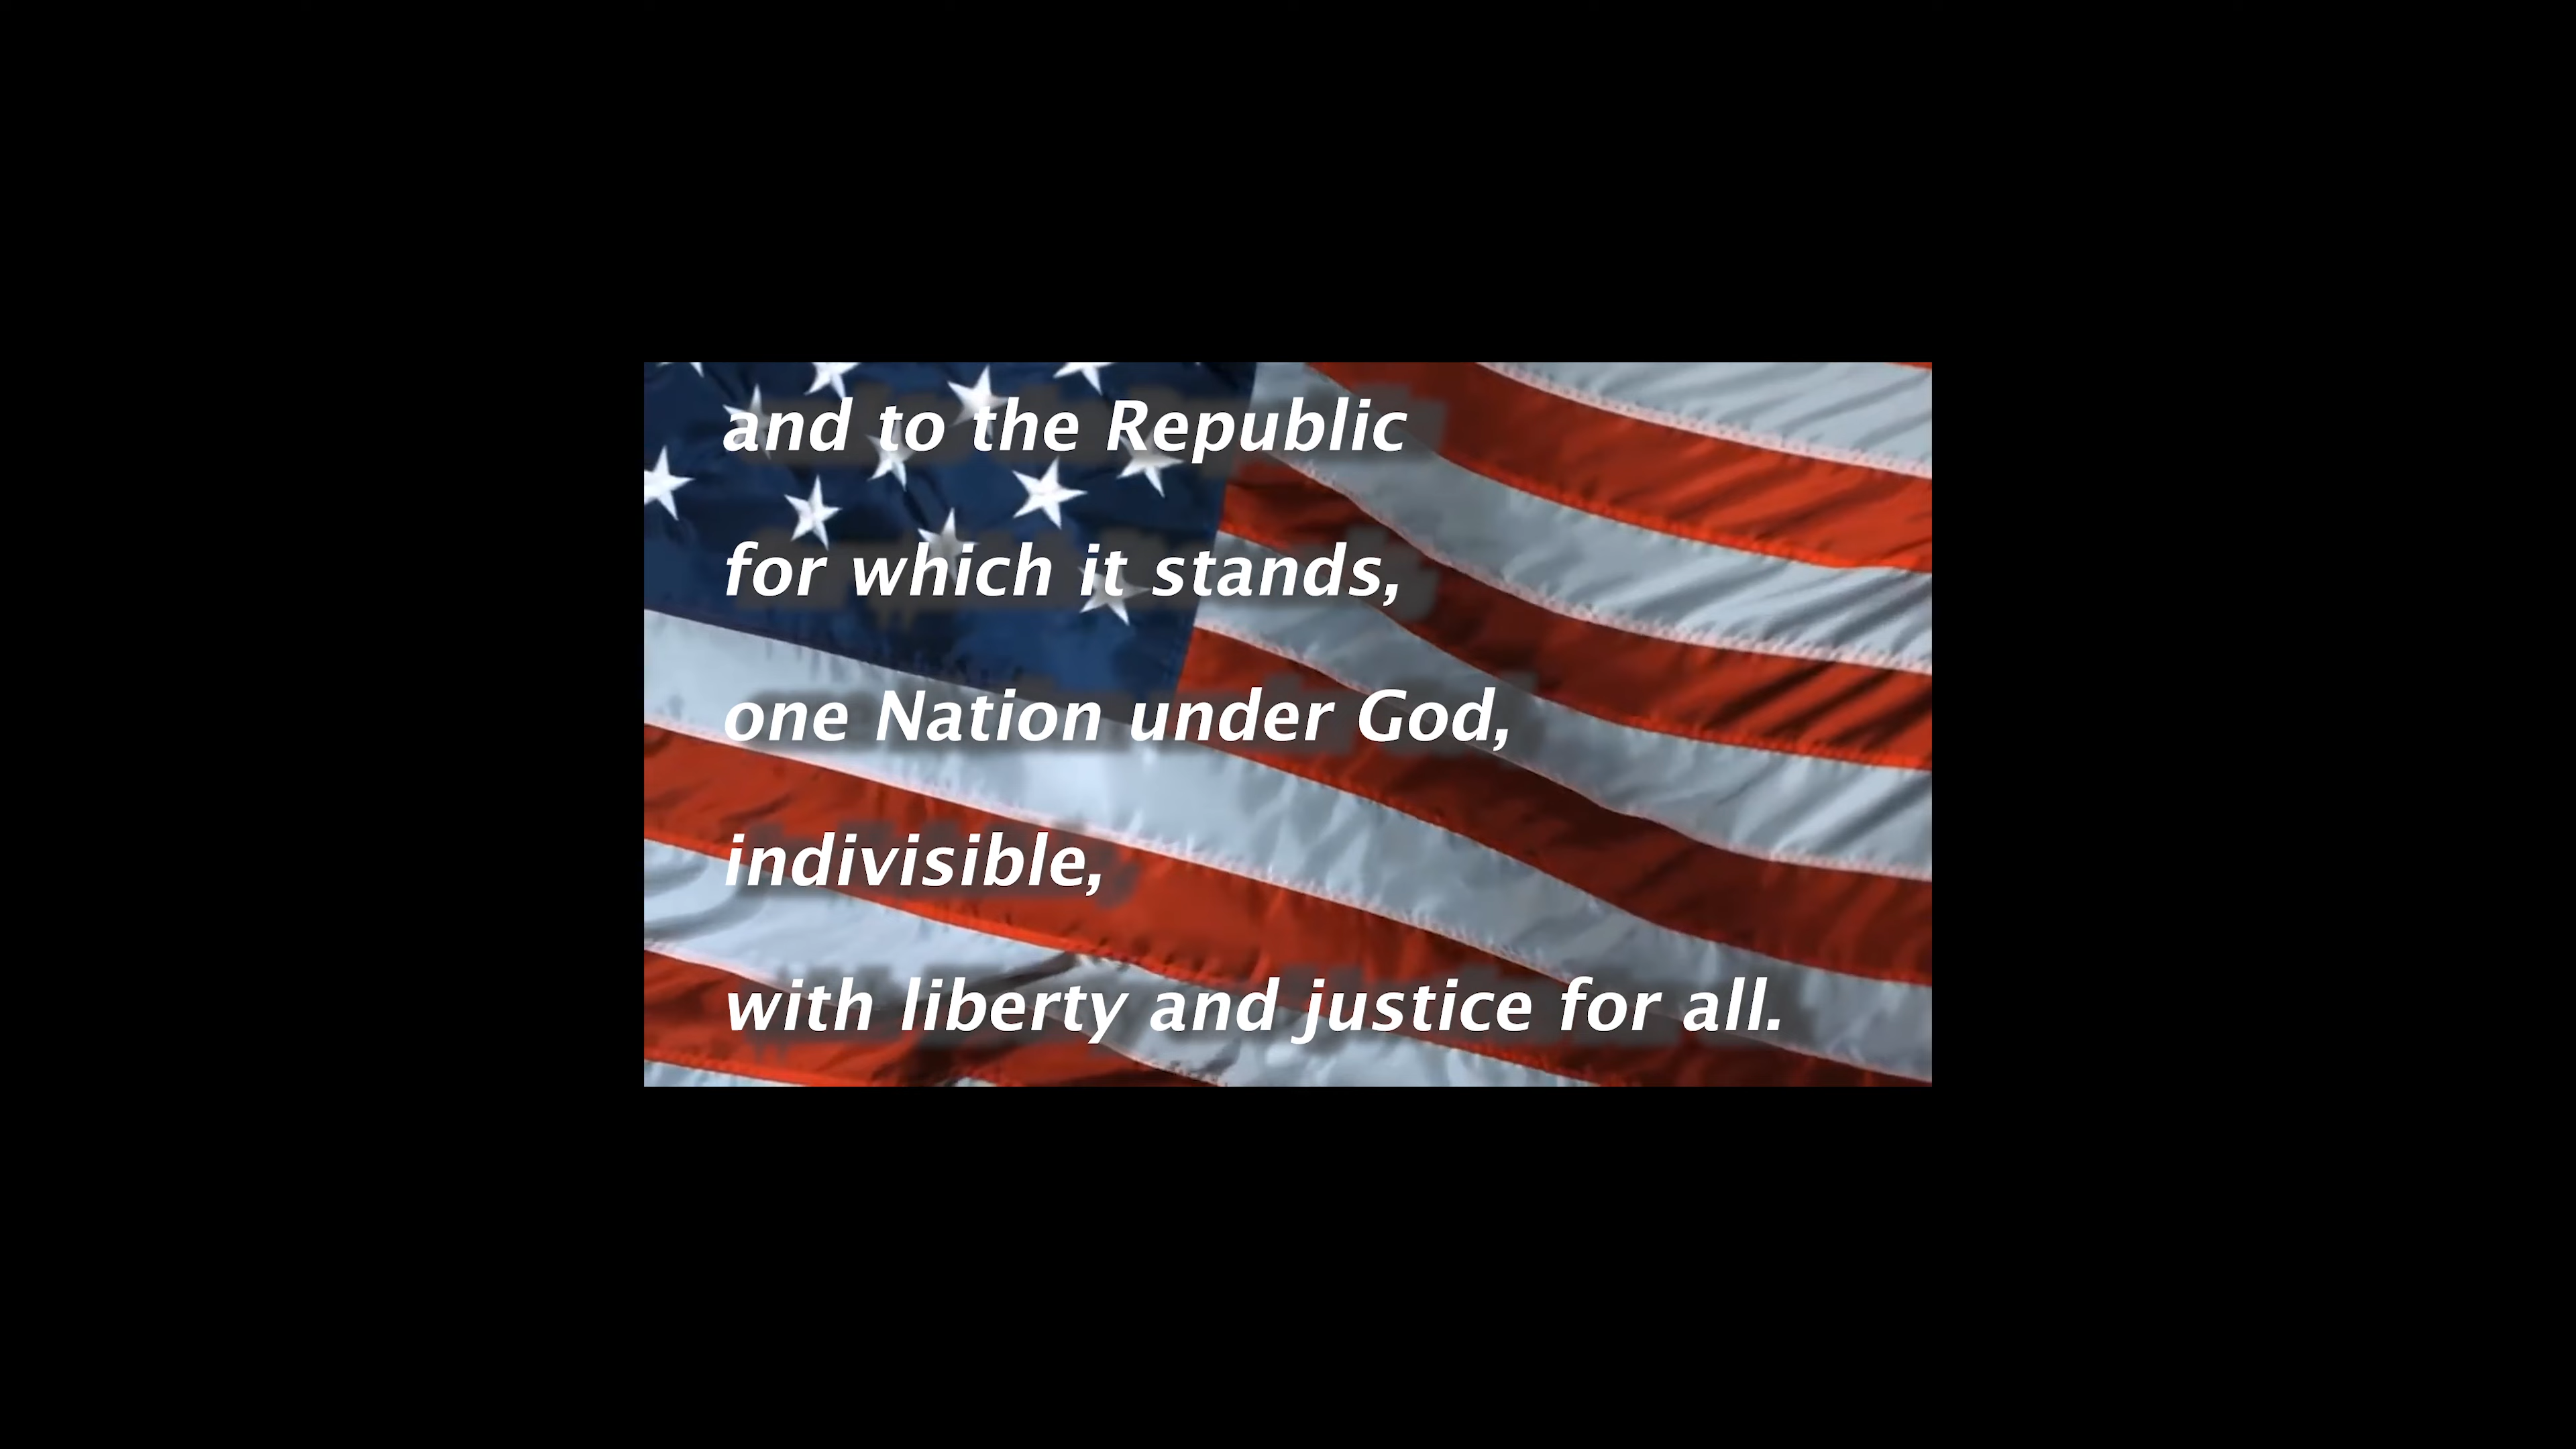 and to the Republic
for which it stands,
one Nation under God,
indivisible,
with liberty and justice for all.